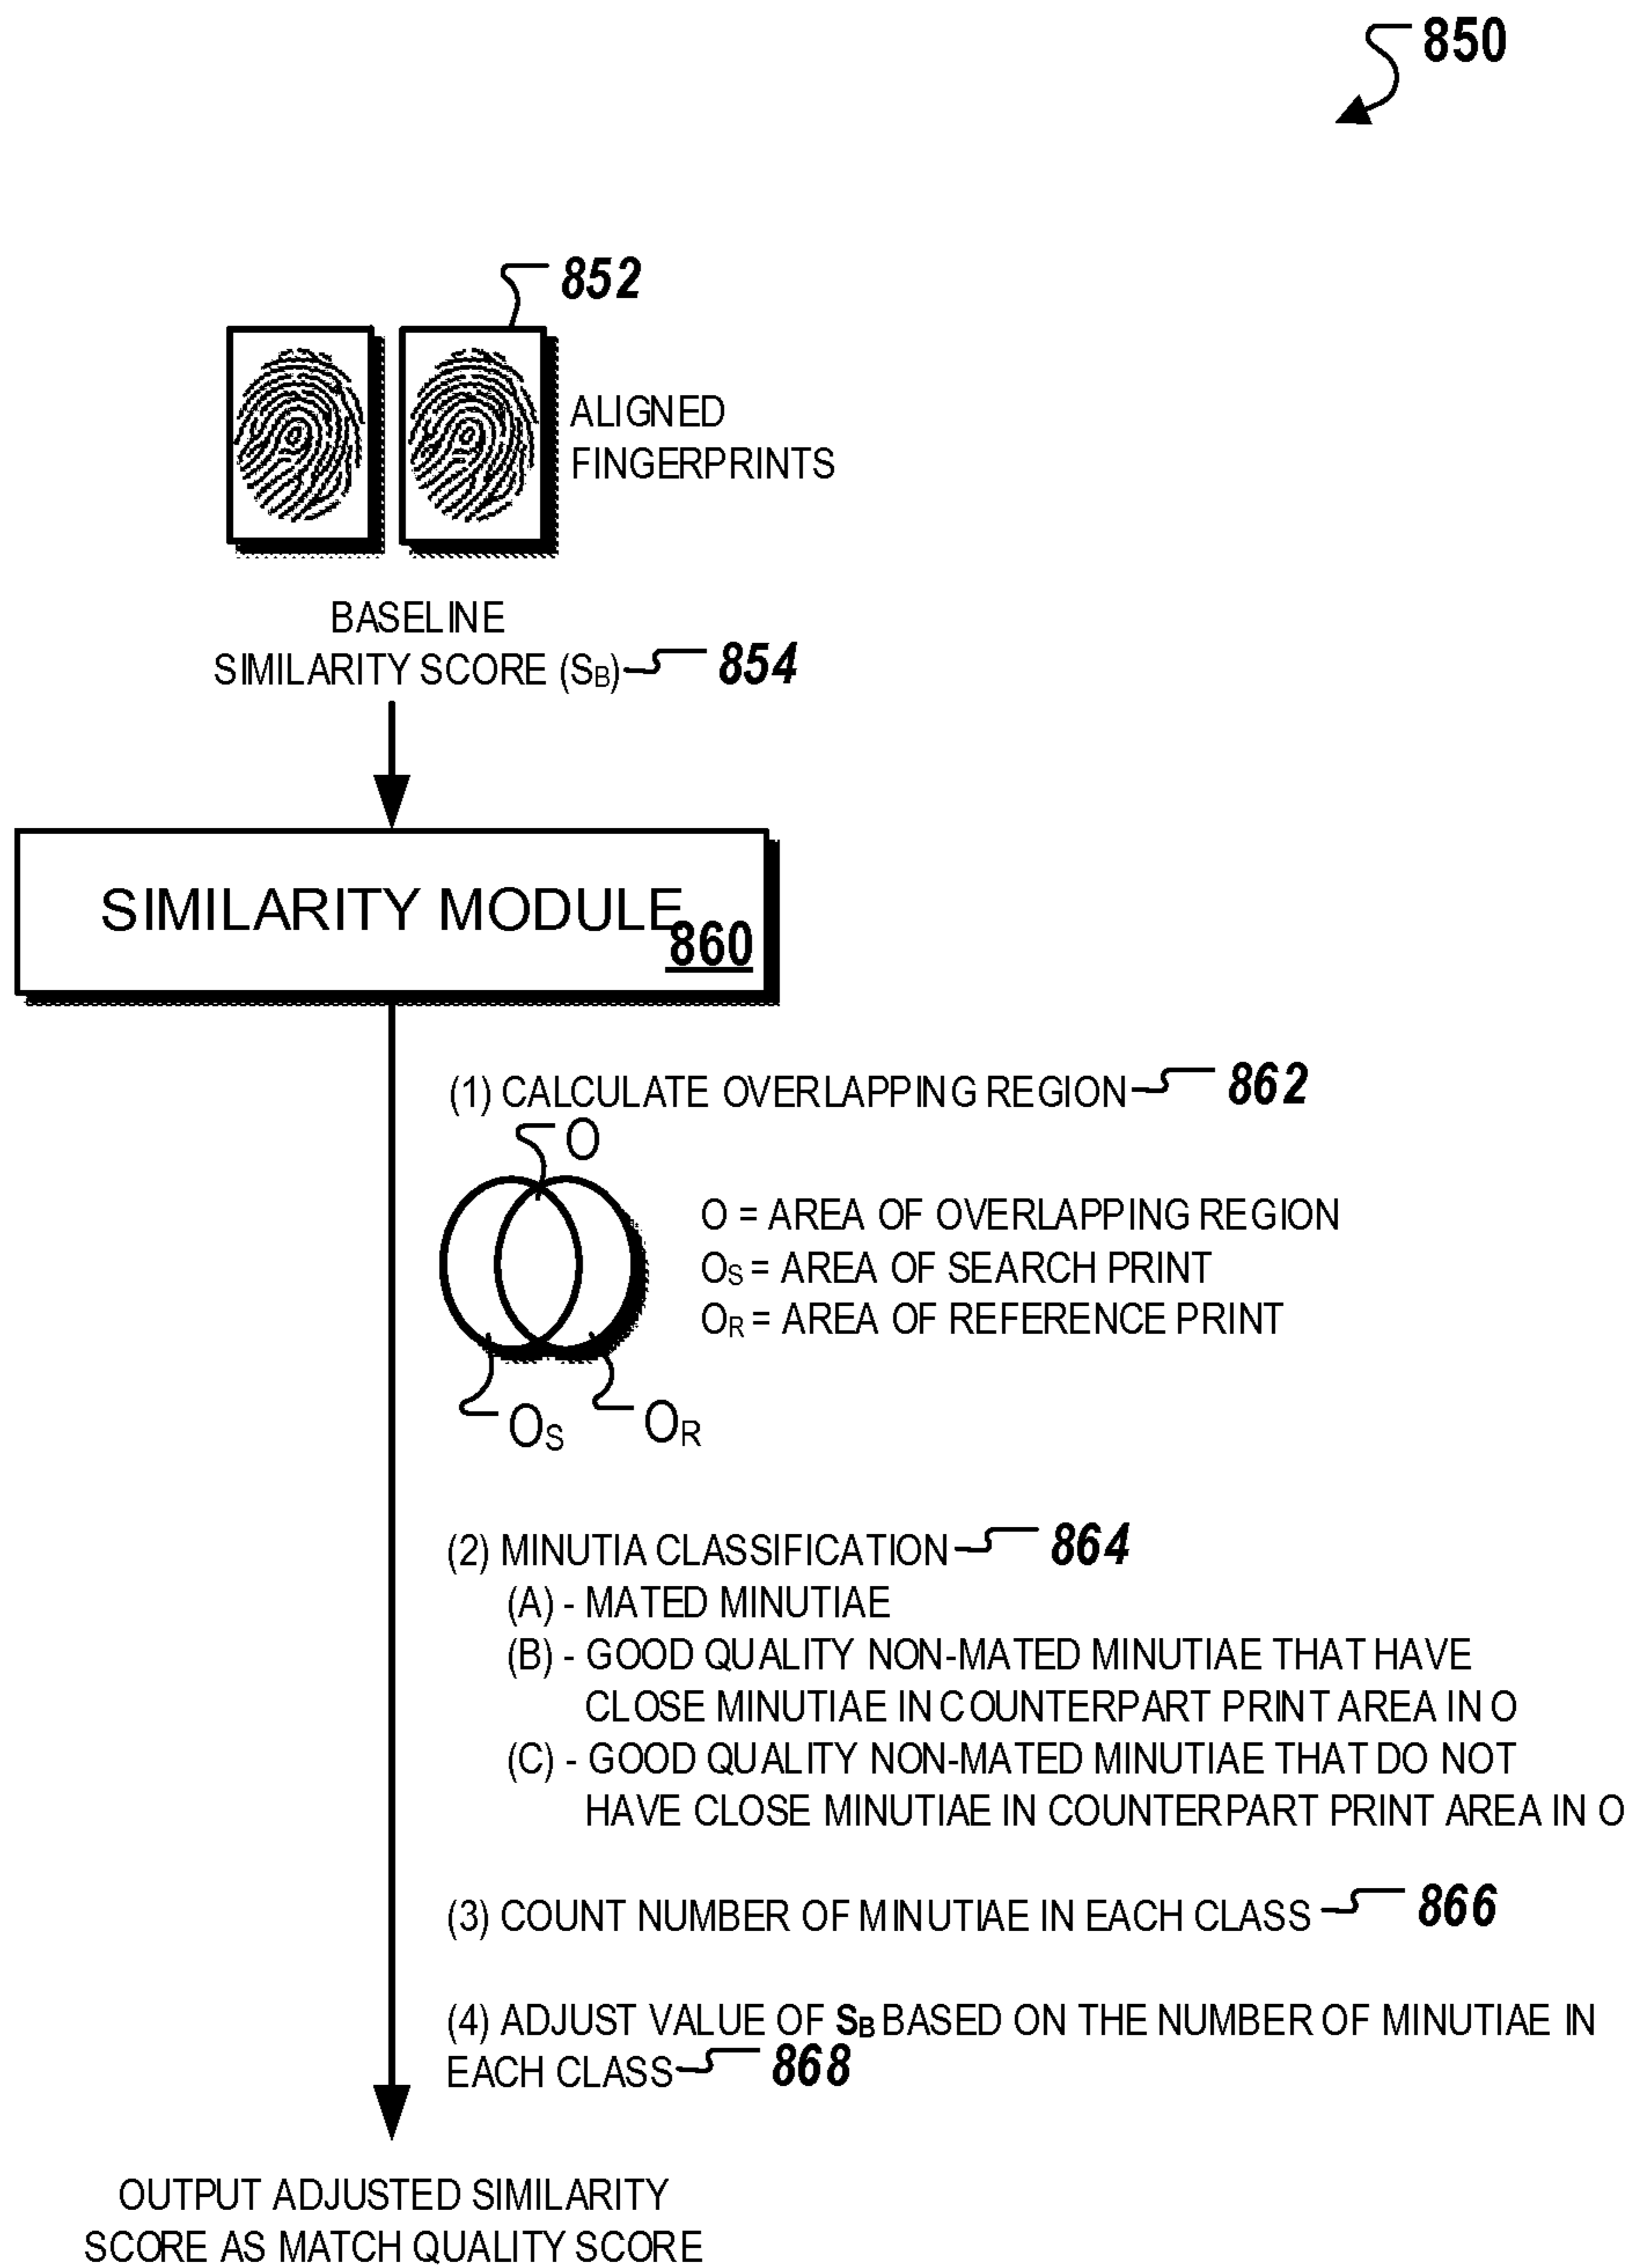 850
852
ALIGNED
FINGERPRINTS
BASELINE
SIMILARITY SCORE (SB) 854
SIMILARITY MODULE
860
(1) CALCULATE OVERLAPPING REGION 862
O
O = AREA OF OVERLAPPING REGION
OS = AREA OF SEARCH PRINT
OR = AREA OF REFERENCE PRINT
OS OR
(2) MINUTIA CLASSIFICATION 864
(A) - MATED MINUTIAE
(B) - GOOD QUALITY NON-MATED MINUTIAE THAT HAVE
CLOSE MINUTIAE IN COUNTERPART PRINT AREA IN O
(C) - GOOD QUALITY NON-MATED MINUTIAE THAT DO NOT
HAVE CLOSE MINUTIAE IN COUNTERPART PRINT AREA IN O
(3) COUNT NUMBER OF MINUTIAE IN EACH CLASS 866
(4) ADJUST VALUE OF SB BASED ON THE NUMBER OF MINUTIAE IN
EACH CLASS 868
OUTPUT ADJUSTED SIMILARITY
SCORE AS MATCH QUALITY SCORE